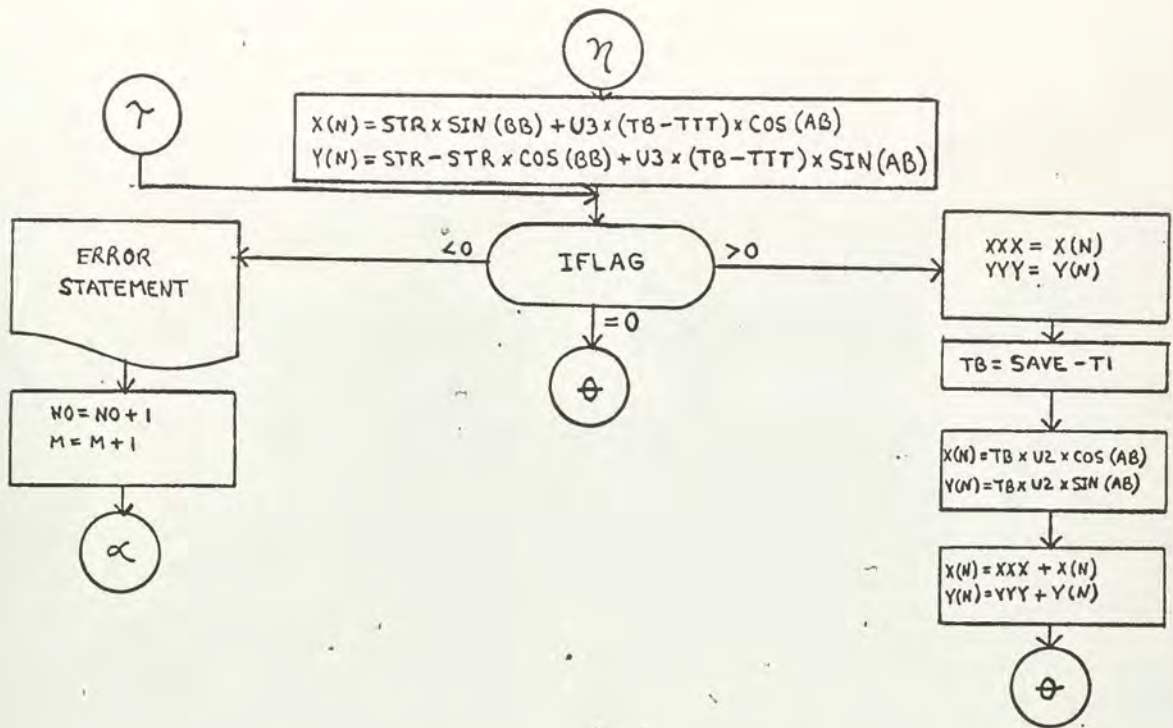 η
τ
X(N) = STR x SIN (BB) + U3 x (TB-TTT) x COS (AB)
Y(N) = STR - STR x COS (BB) + U3 x (TB-TTT) x SIN (AB)
<0
IFLAG
>0
=0
θ
ERROR
STATEMENT
NO = NO + 1
M = M + 1
α
XXX = X(N)
YYY = Y(N)
TB = SAVE - T1
X(N) = TB x U2 x COS (AB)
Y(N) = TB x U2 x SIN (AB)
X(N) = XXX + X(N)
Y(N) = YYY + Y(N)
θ